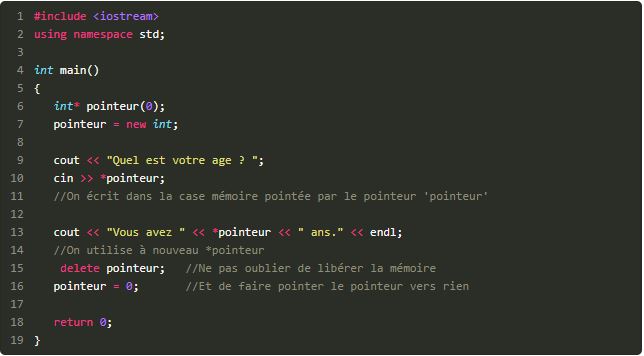 1 #include <iostream>
2 using namespace std;
3
4 int main()
5 {
6 int* pointeur(0);
7 pointeur = new int;
8
9 cout << "Quel est votre age ? ";
10 cin >> *pointeur;
11 //On écrit dans la case mémoire pointée par le pointeur 'pointeur'
12
13 cout << "Vous avez " << *pointeur << " ans." << endl;
14 //On utilise à nouveau *pointeur
15 delete pointeur; //Ne pas oublier de libérer la mémoire
16 pointeur = 0; //Et de faire pointer le pointeur vers rien
17
18 return 0;
19 }